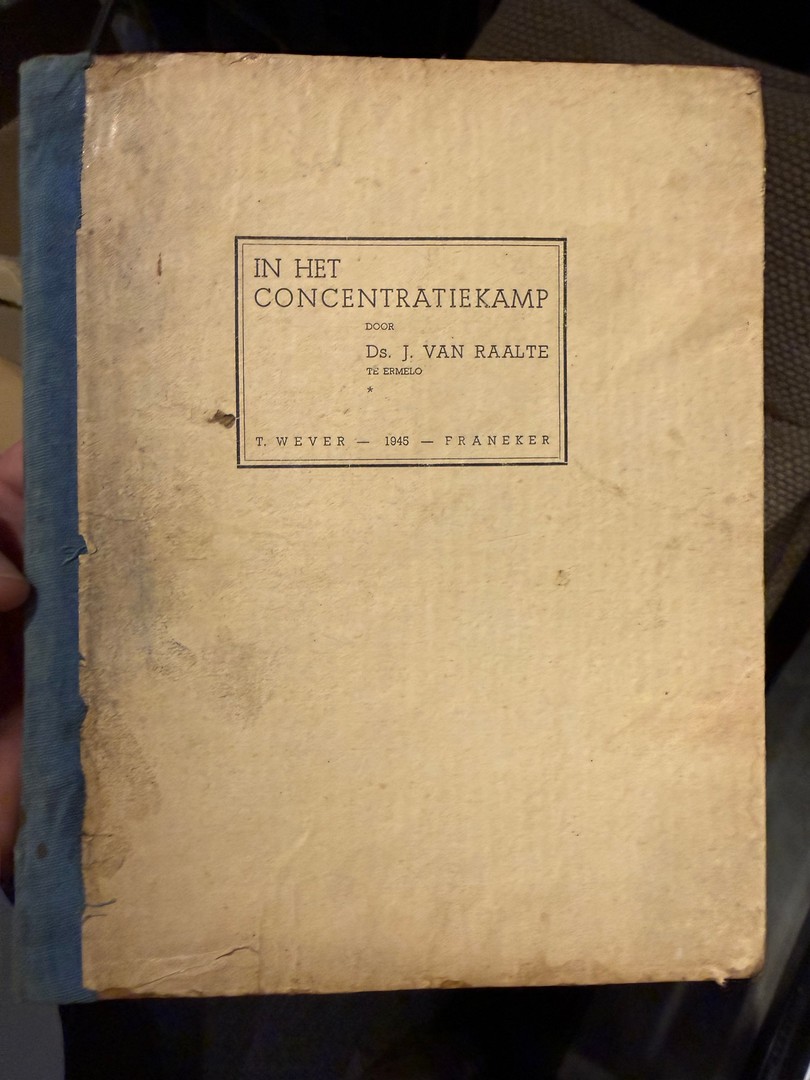 IN HET
CONCENTRATIEKAMP
DOOR
Ds. J. VAN RAALTE
TE ERMELO
*
T. WEVER — 1945 — FRANEKER